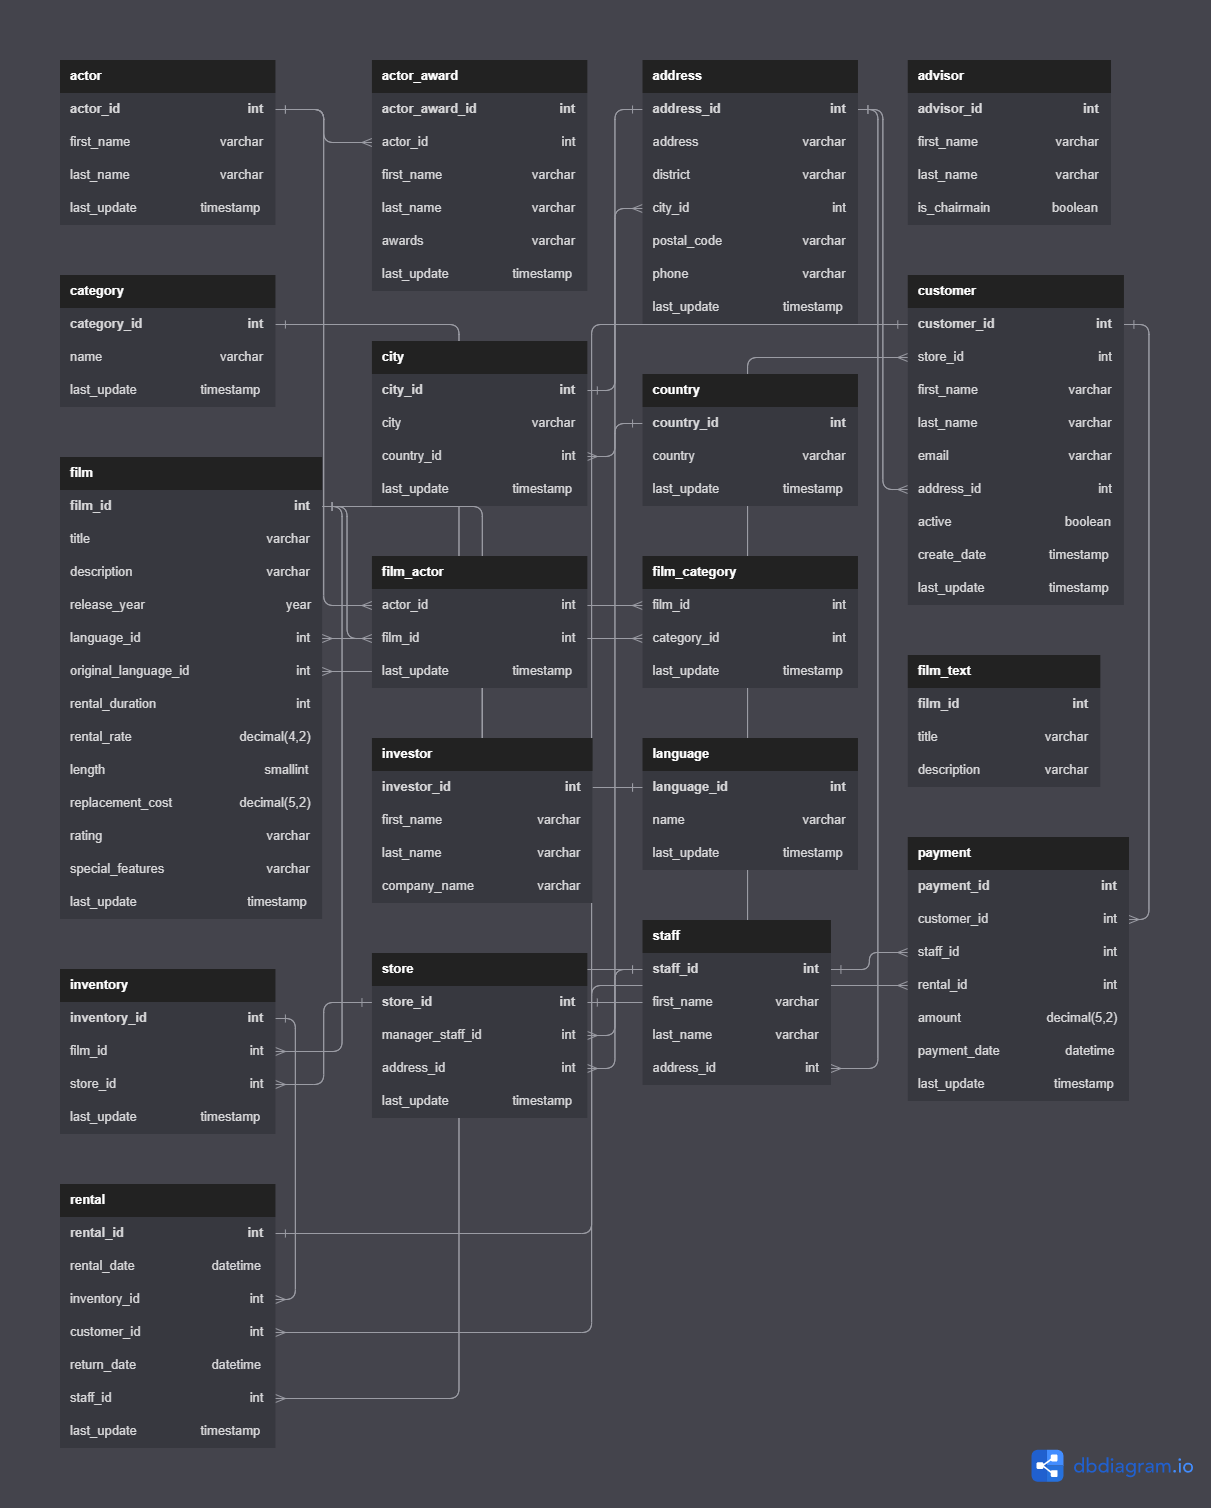 actor
actor_id int
first_name varchar
last_name varchar
last_update timestamp
actor_award
actor_award_id int
actor_id int
first_name varchar
last_name varchar
awards varchar
last_update timestamp
address
address_id int
address varchar
district varchar
city_id int
postal_code varchar
phone varchar
last_update timestamp
advisor
advisor_id int
first_name varchar
last_name varchar
is_chairmain boolean
category
category_id int
name varchar
last_update timestamp
city
city_id int
city varchar
country_id int
last_update timestamp
country
country_id int
country varchar
last_update timestamp
customer
customer_id int
store_id int
first_name varchar
last_name varchar
email varchar
address_id int
active boolean
create_date timestamp
last_update timestamp
film
film_id int
title varchar
description varchar
release_year year
language_id int
original_language_id int
rental_duration int
rental_rate decimal(4,2)
length smallint
replacement_cost decimal(5,2)
rating varchar
special_features varchar
last_update timestamp
film_actor
actor_id int
film_id int
last_update timestamp
film_category
film_id int
category_id int
last_update timestamp
film_text
film_id int
title varchar
description varchar
investor
investor_id int
first_name varchar
last_name varchar
company_name varchar
language
language_id int
name varchar
last_update timestamp
payment
payment_id int
customer_id int
staff_id int
rental_id int
amount decimal(5,2)
payment_date datetime
last_update timestamp
inventory
inventory_id int
film_id int
store_id int
last_update timestamp
store
store_id int
manager_staff_id int
address_id int
last_update timestamp
staff
staff_id int
first_name varchar
last_name varchar
address_id int
rental
rental_id int
rental_date datetime
inventory_id int
customer_id int
return_date datetime
staff_id int
last_update timestamp
dbdiagram.io